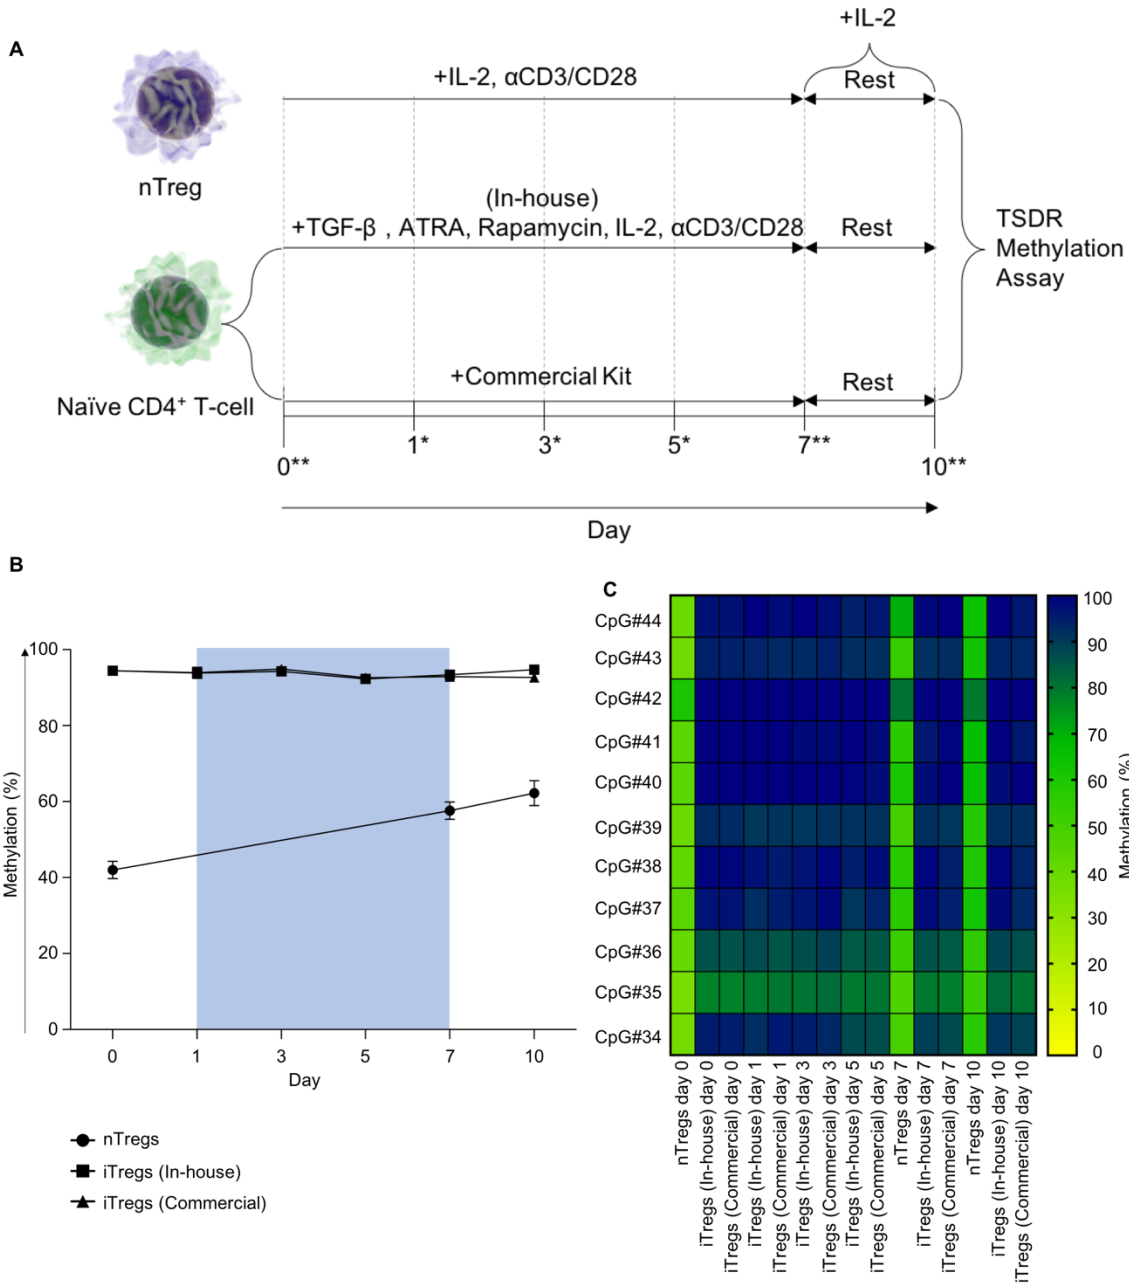 A
+IL-2
+IL-2, αCD3/CD28
Rest
nTreg
(In-house)
+TGF-β , ATRA, Rapamycin, IL-2, αCD3/CD28
Rest
TSDR
Methylation
Assay
+Commercial Kit
Rest
Naïve CD4⁺ T-cell
0**
1*
3*
5*
7**
10**
Day
B
Methylation (%)
100
80
60
40
20
0
0
1
3
5
7
10
Day
nTregs
iTregs (In-house)
iTregs (Commercial)
C
CpG#44
CpG#43
CpG#42
CpG#41
CpG#40
CpG#39
CpG#38
CpG#37
CpG#36
CpG#35
CpG#34
nTregs day 0
iTregs (In-house) day 0
iTregs (Commercial) day 0
iTregs (In-house) day 1
iTregs (Commercial) day 1
iTregs (In-house) day 3
iTregs (Commercial) day 3
iTregs (In-house) day 5
iTregs (Commercial) day 5
nTregs day 7
iTregs (In-house) day 7
iTregs (Commercial) day 7
nTregs day 10
iTregs (In-house) day 10
iTregs (Commercial) day 10
100
90
80
70
60
50
40
30
20
10
0
Methylation (%)